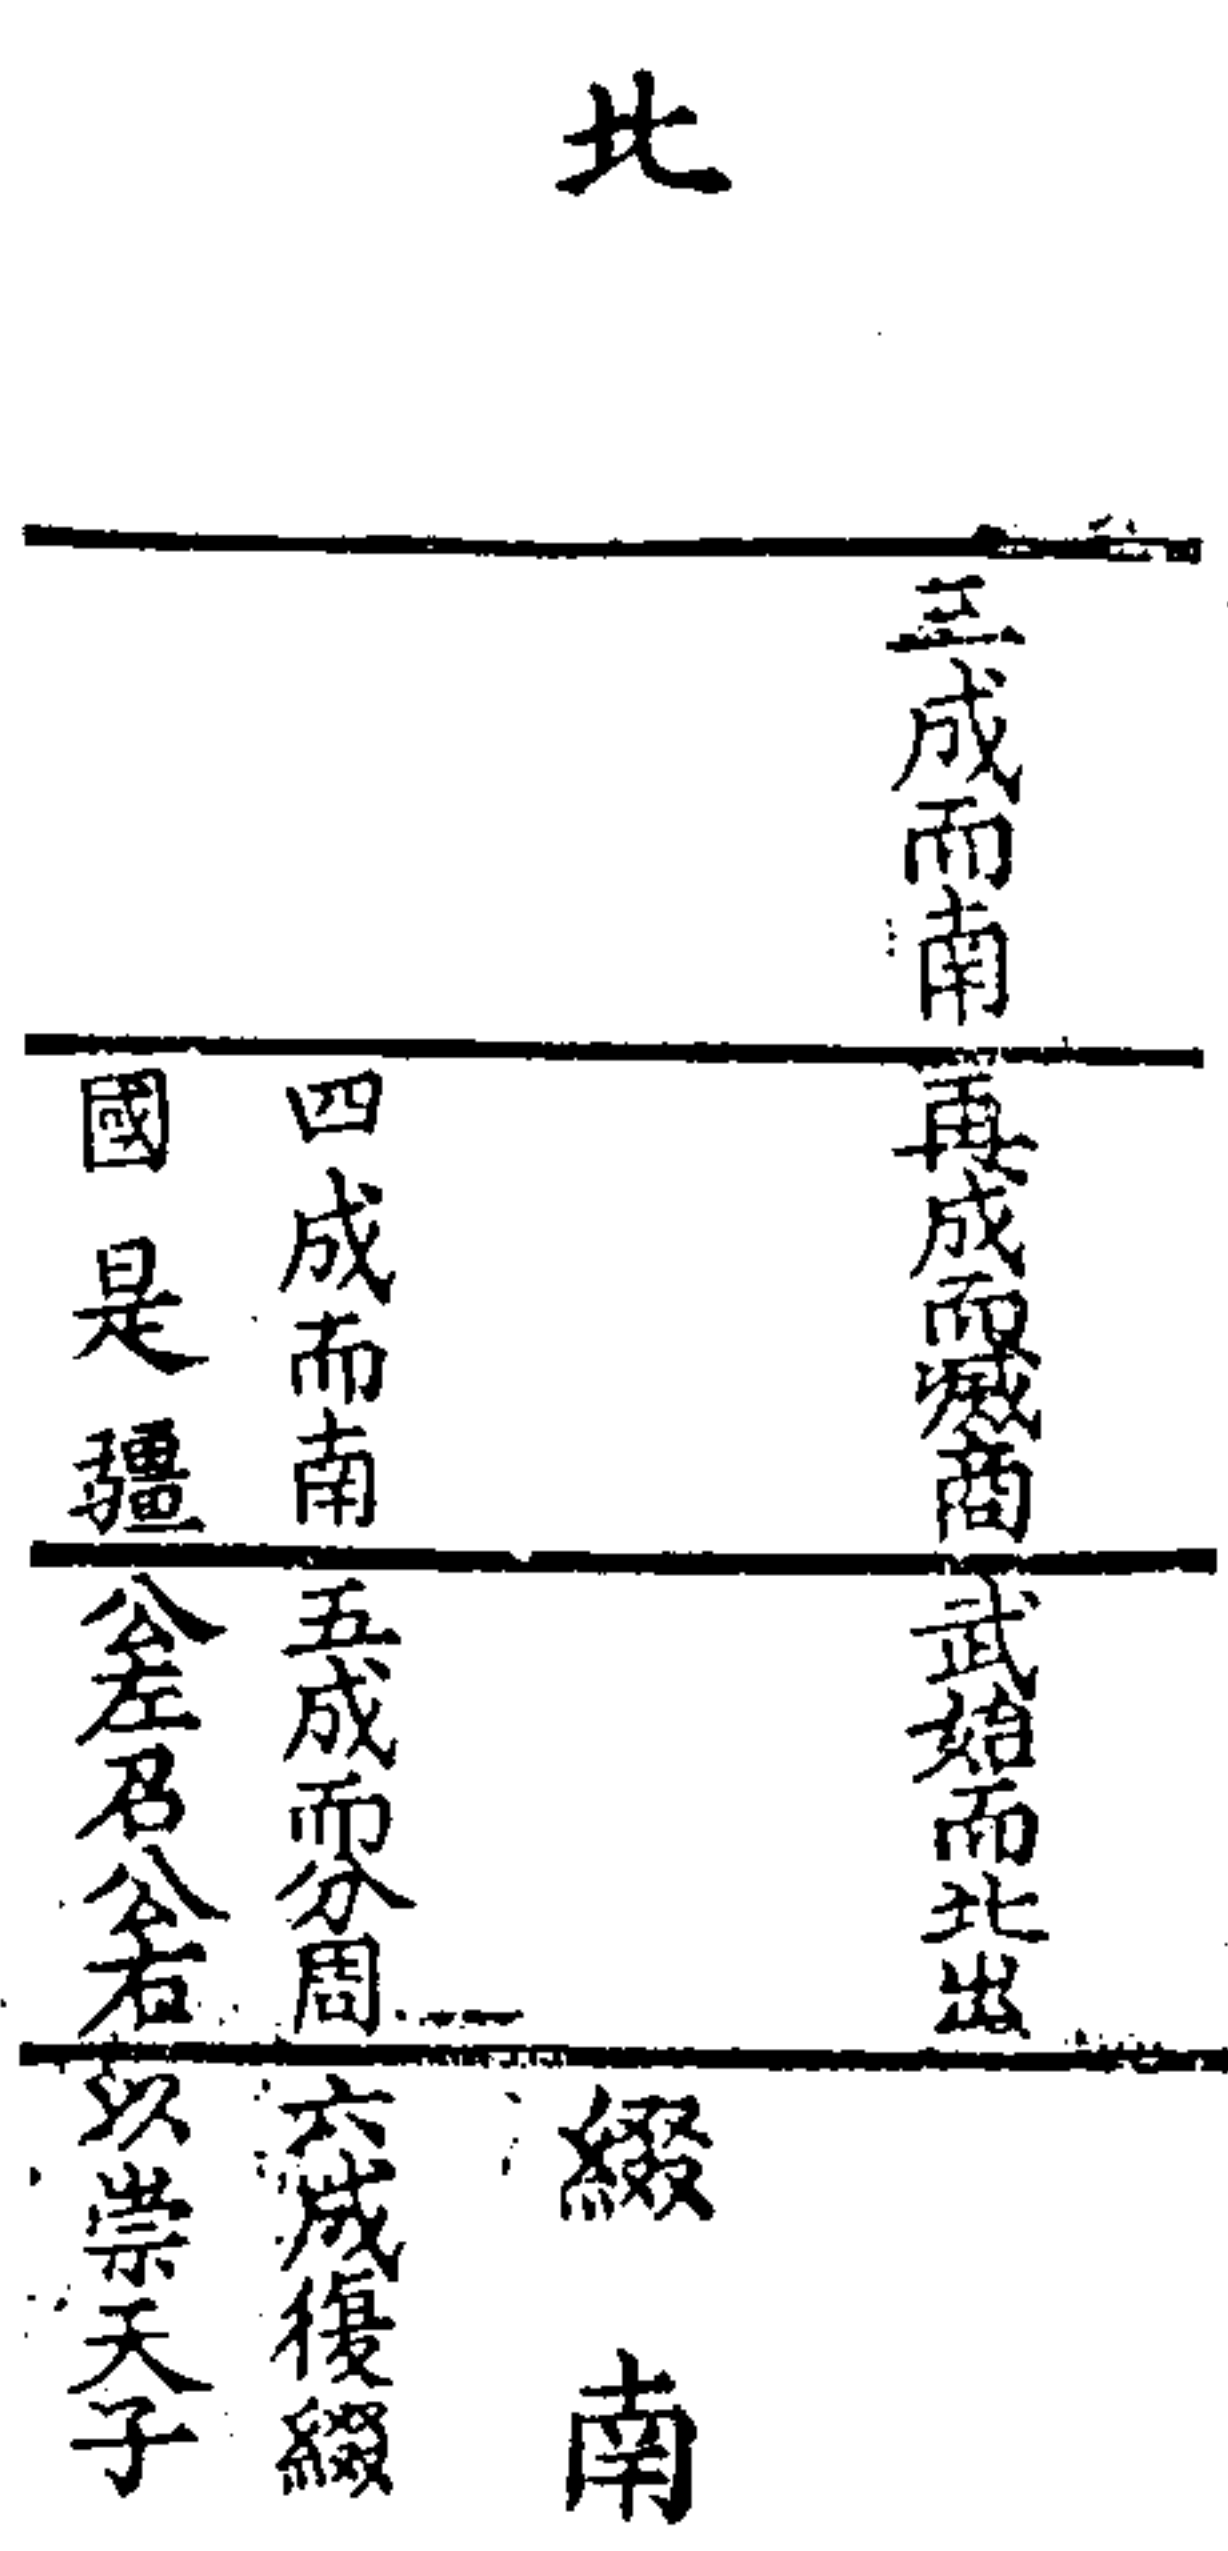 北
三成而南
再成而滅商
武始而北出
綴
南
四成而南
國是疆
五成而分周
公左召公右
六成復綴
以崇天子